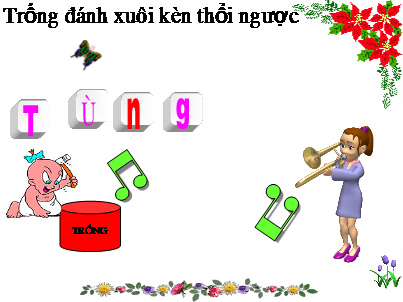 Trống đánh xuôi kèn thổi ngược
T Ù n g
TRỐNG